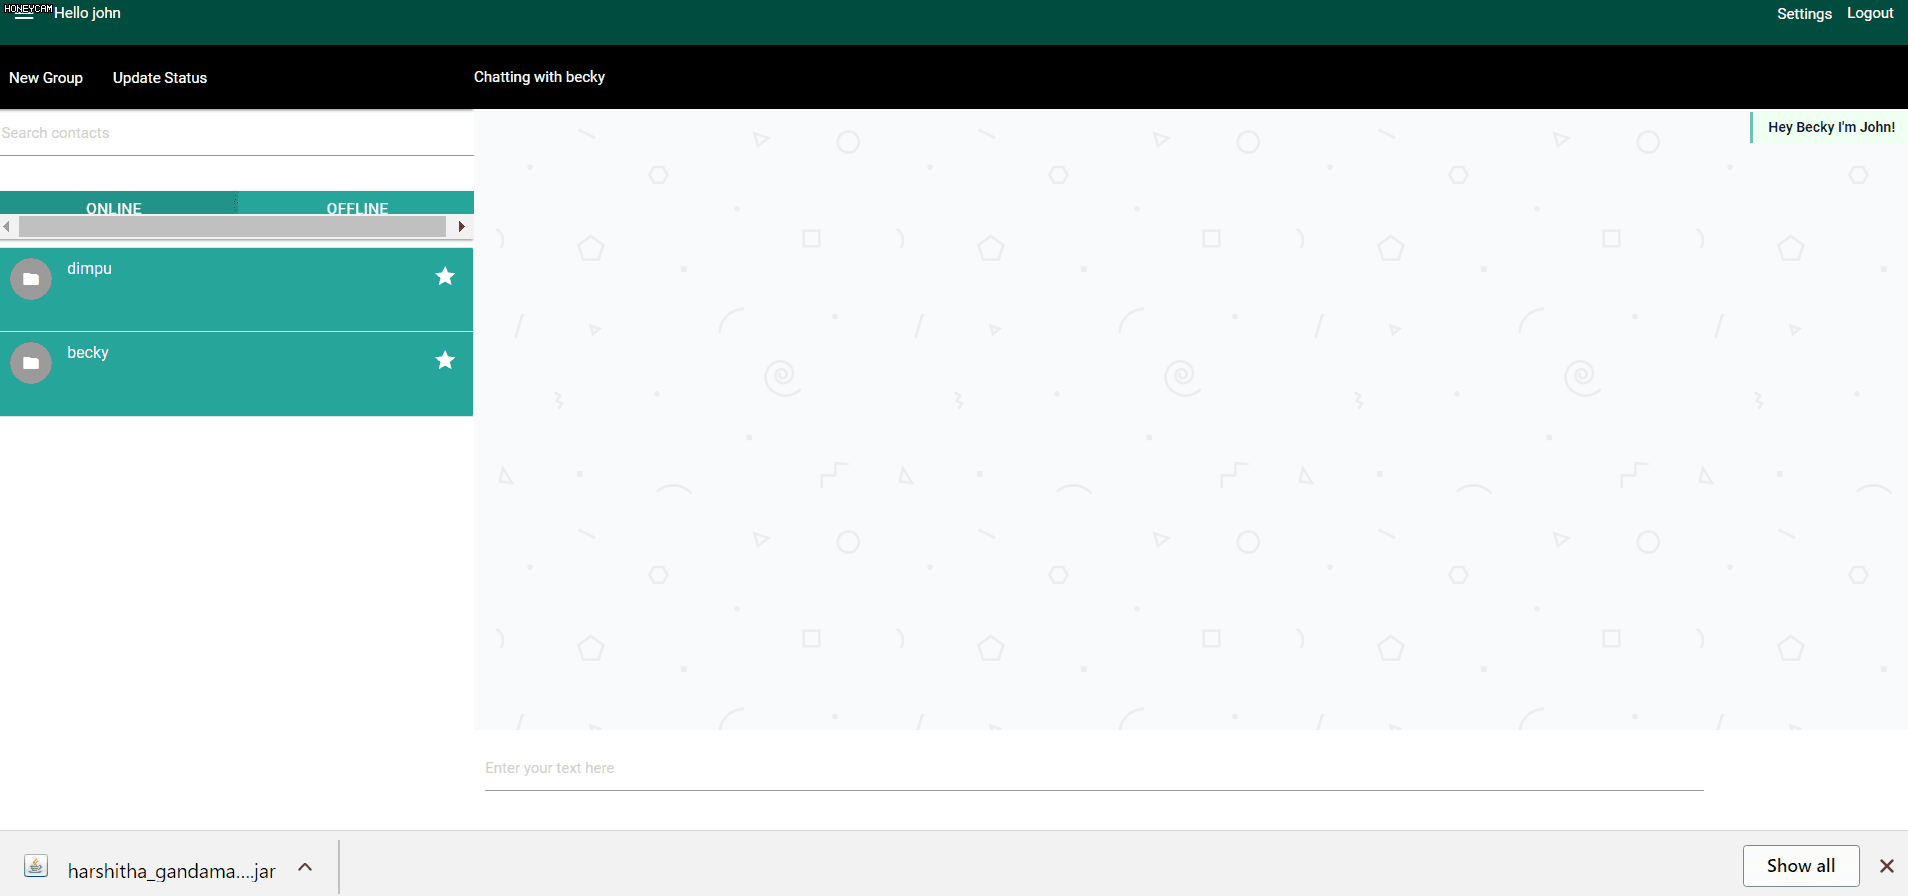 HONEYCAM
Hello john
Settings
Logout
New Group
Update Status
Chatting with becky
Search contacts
Hey Becky I'm John!
ONLINE
OFFLINE
dimpu
becky
Enter your text here
harshitha_gandama....jar
Show all